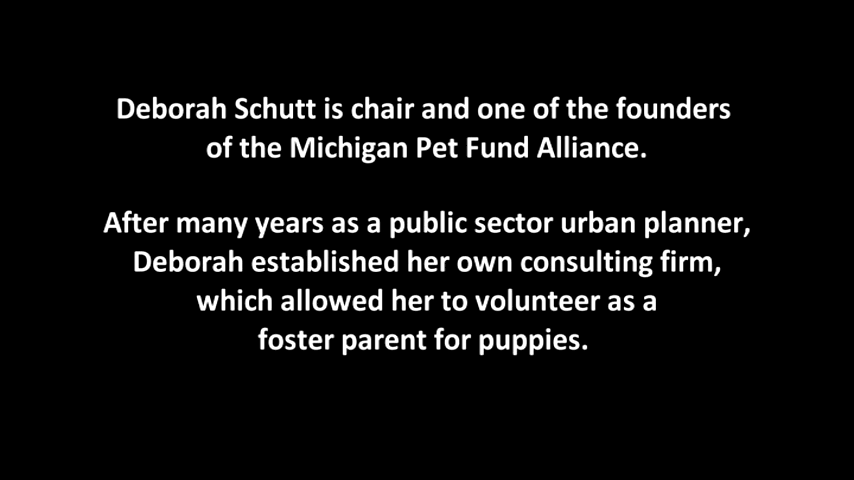 Deborah Schutt is chair and one of the founders
of the Michigan Pet Fund Alliance.
After many years as a public sector urban planner,
Deborah established her own consulting firm,
which allowed her to volunteer as a
foster parent for puppies.